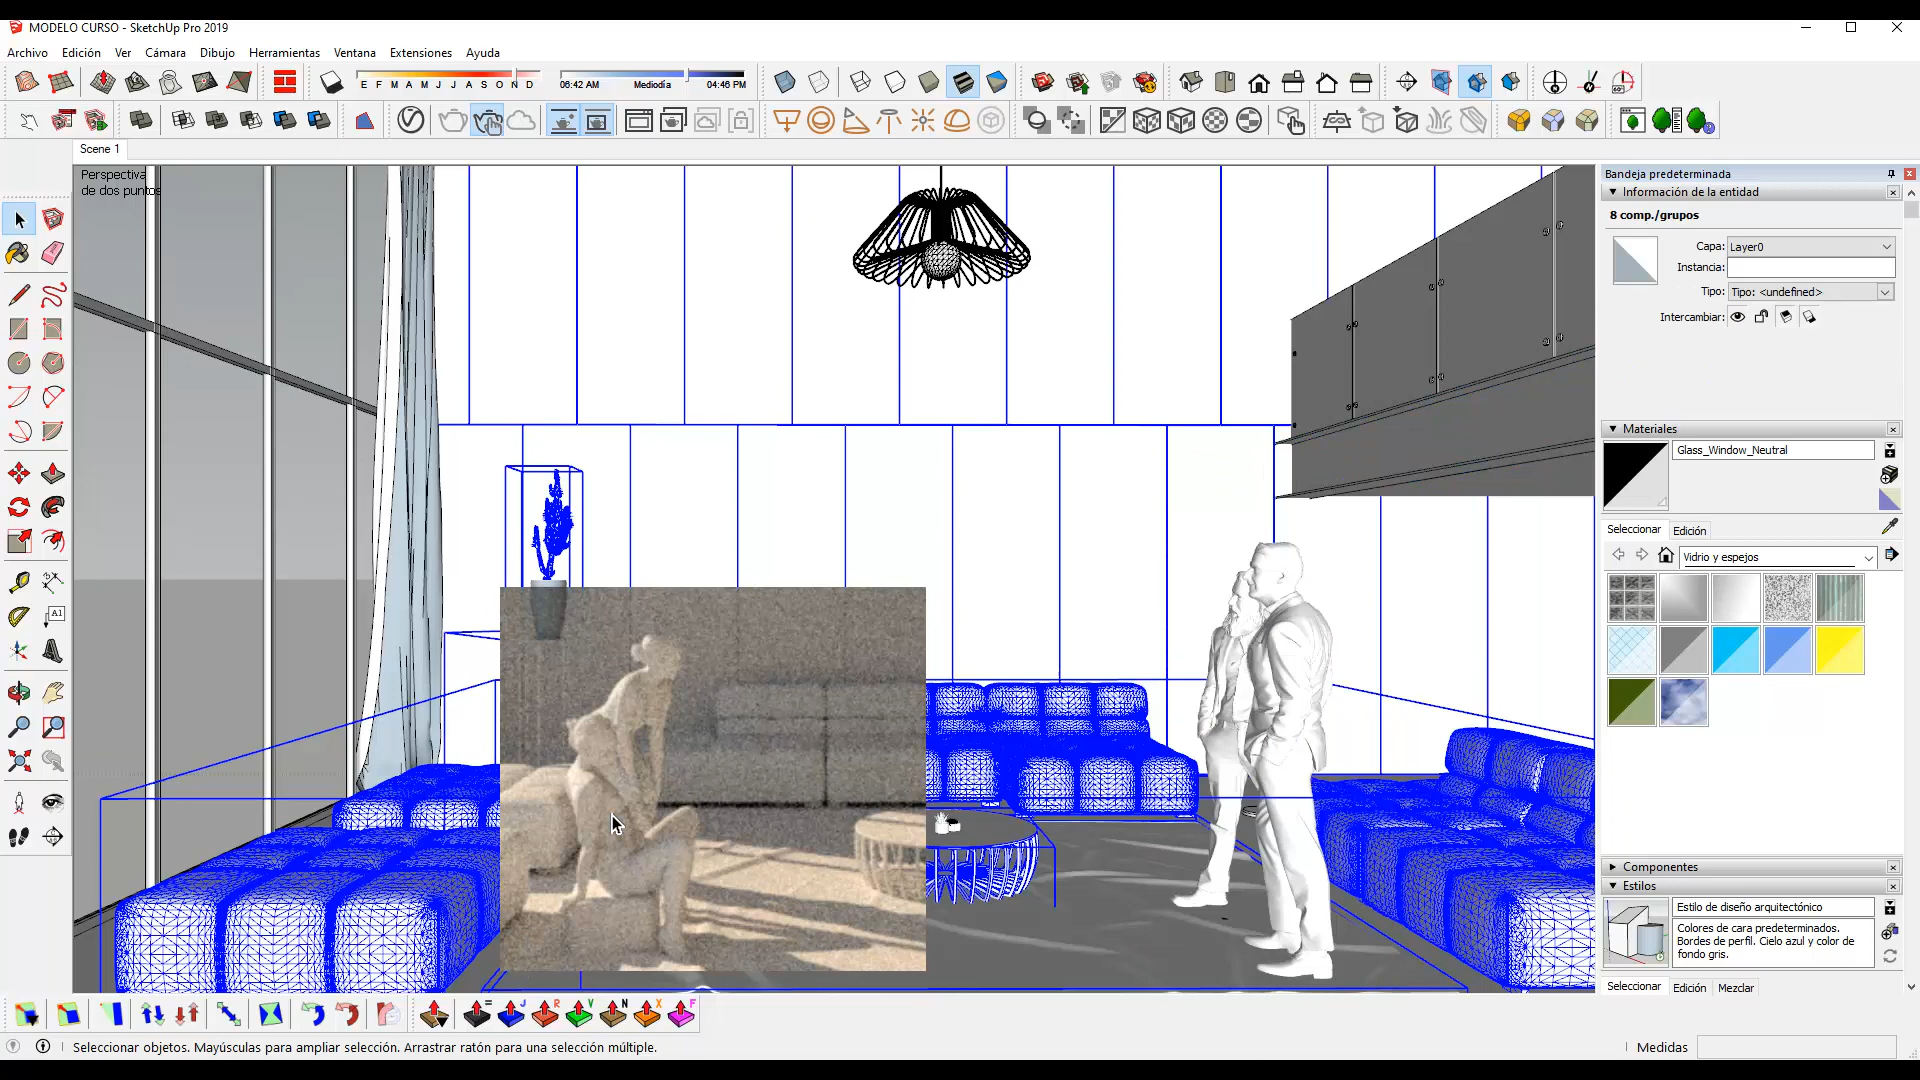 MODELO CURSO - SketchUp Pro 2019
Archivo Edición Ver Cámara Dibujo Herramientas Ventana Extensiones Ayuda
E F M A M J J A S O N D 06:42 AM Mediodía 04:46 PM
Scene 1
Perspectiva
de dos puntos
A1
Bandeja predeterminada
Información de la entidad
8 comp./grupos
Capa: Layer0
Instancia:
Tipo: Tipo: <undefined>
Intercambiar:
Materiales
Glass_Window_Neutral
Seleccionar Edición
Vidrio y espejos
Componentes
Estilos
Estilo de diseño arquitectónico
Colores de cara predeterminados.
Bordes de perfil. Cielo azul y color de
fondo gris.
Seleccionar Edición Mezclar
= J R V N X F
Seleccionar objetos. Mayúsculas para ampliar selección. Arrastrar ratón para una selección múltiple.
Medidas